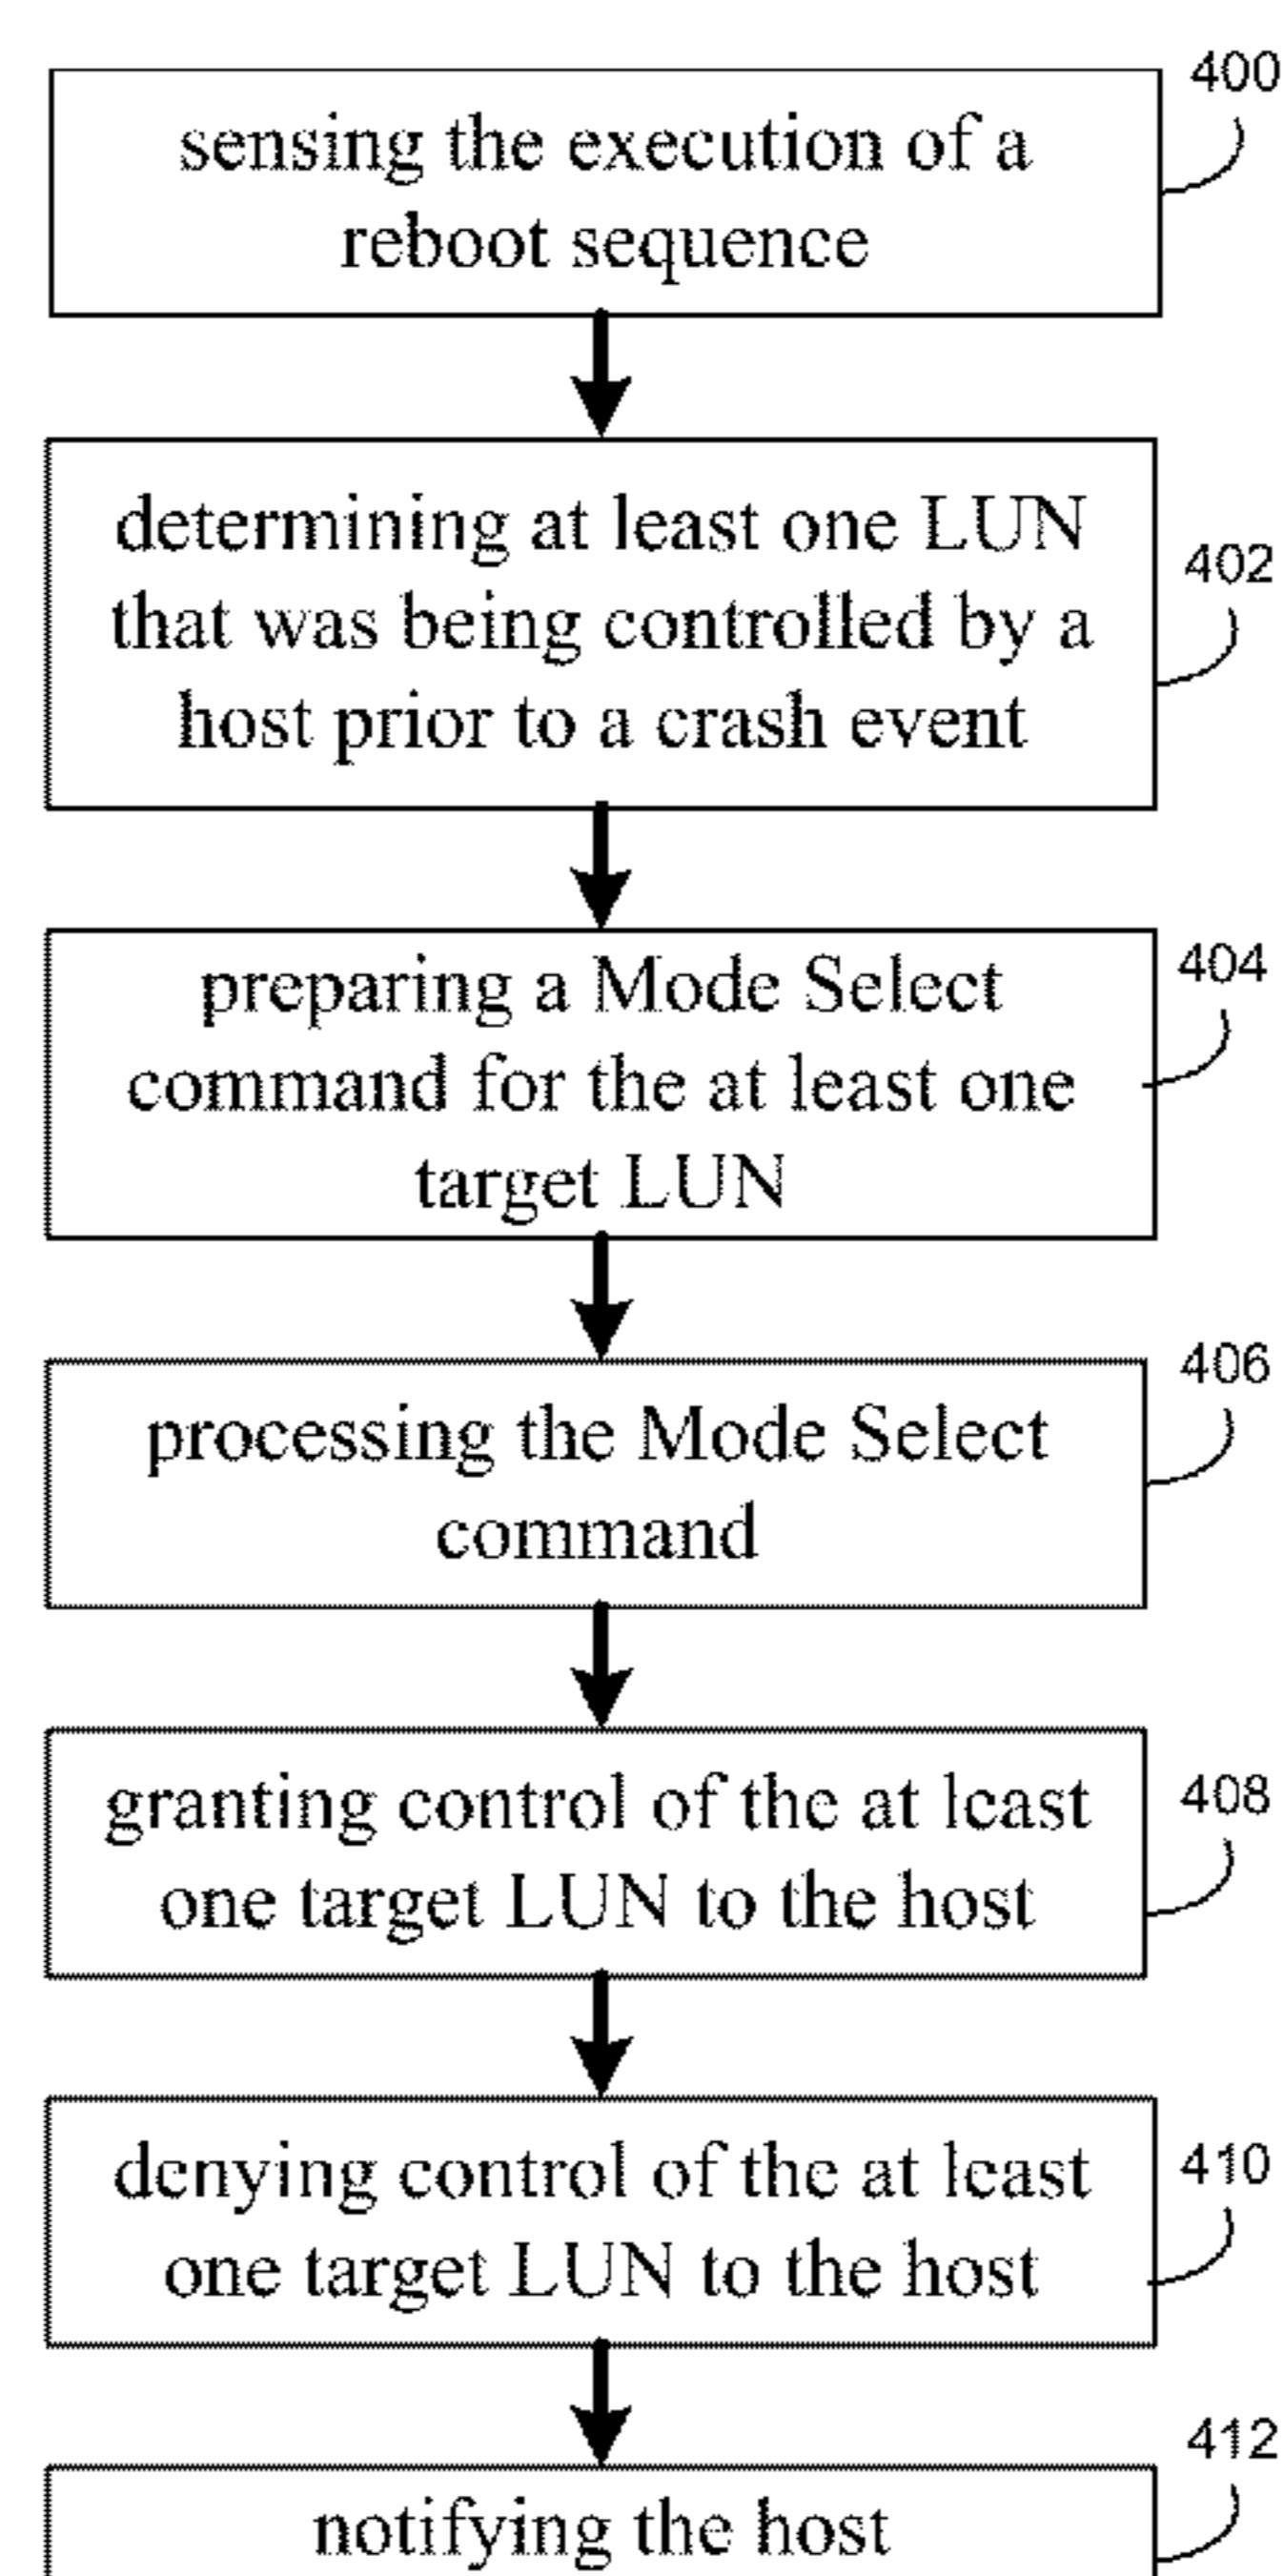 400
sensing the execution of a
reboot sequence
determining at least one LUN
that was being controlled by a
host prior to a crash event
402
preparing a Mode Select
command for the at least one
target LUN
404
processing the Mode Select
command
406
granting control of the at least
one target LUN to the host
408
denying control of the at least
one target LUN to the host
410
notifying the host
412